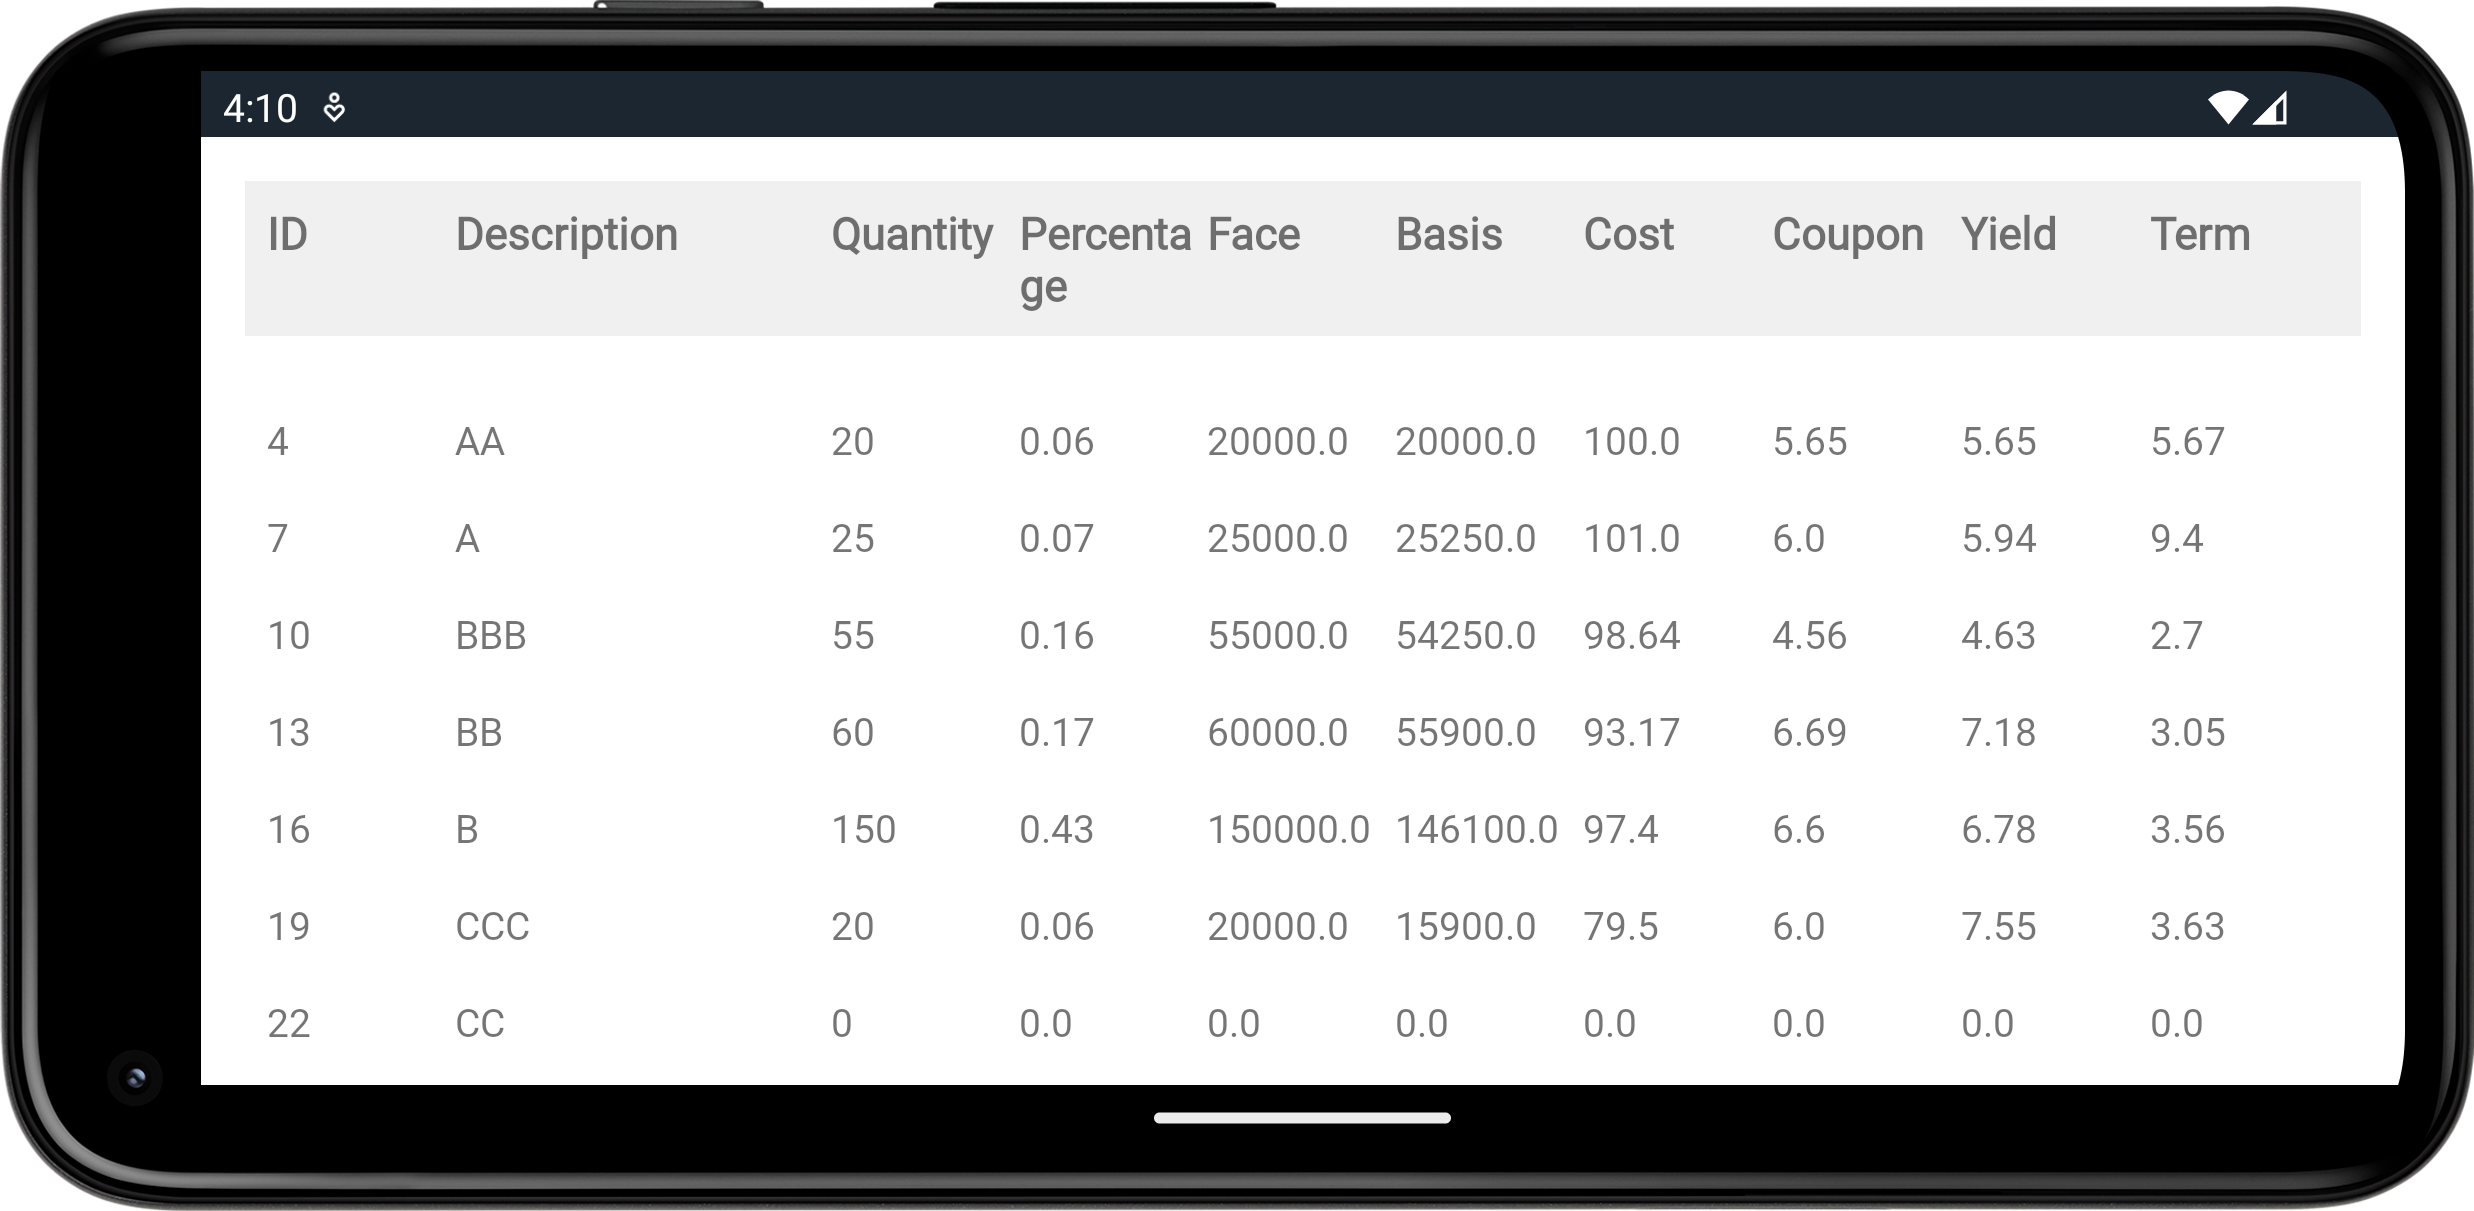 4:10
ID Description Quantity Percenta Face Basis Cost Coupon Yield Term
ge
4 AA 20 0.06 20000.0 20000.0 100.0 5.65 5.65 5.67
7 A 25 0.07 25000.0 25250.0 101.0 6.0 5.94 9.4
10 BBB 55 0.16 55000.0 54250.0 98.64 4.56 4.63 2.7
13 BB 60 0.17 60000.0 55900.0 93.17 6.69 7.18 3.05
16 B 150 0.43 150000.0 146100.0 97.4 6.6 6.78 3.56
19 CCC 20 0.06 20000.0 15900.0 79.5 6.0 7.55 3.63
22 CC 0 0.0 0.0 0.0 0.0 0.0 0.0 0.0